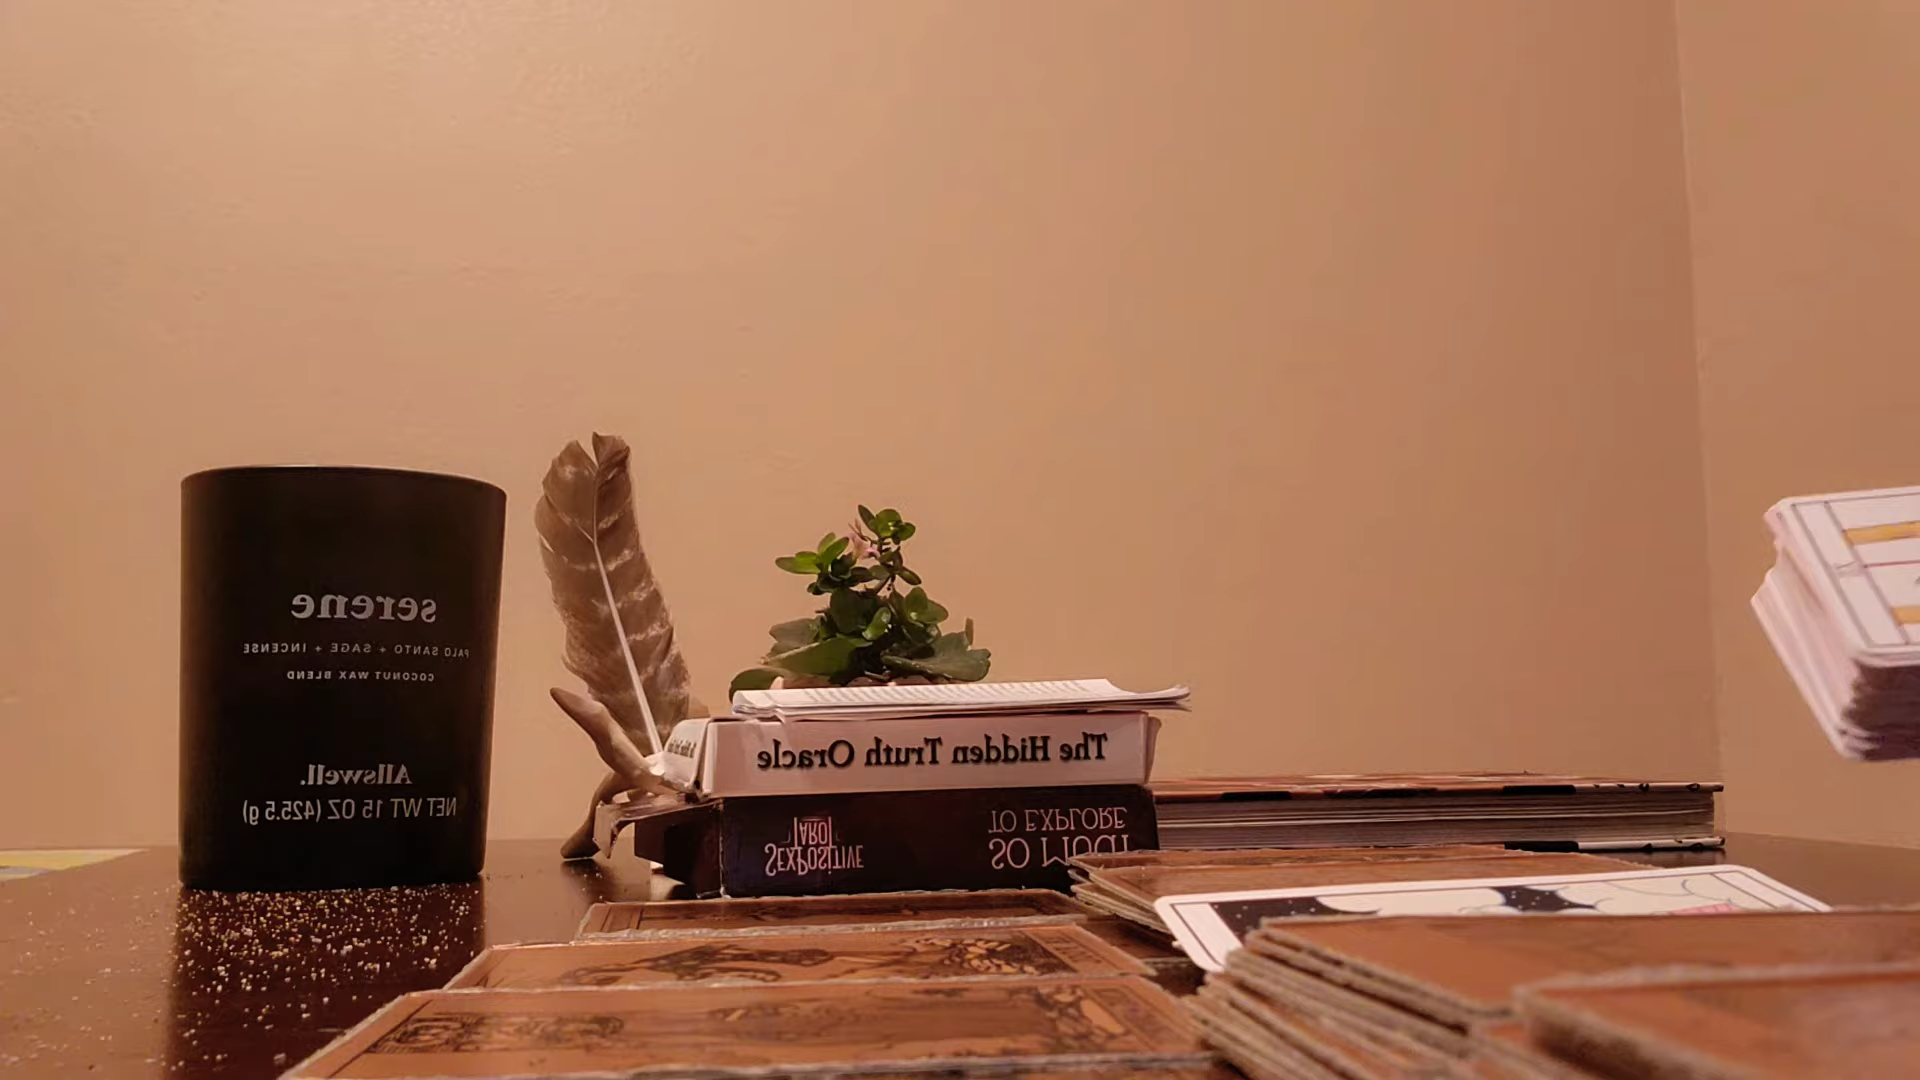 serene
PALO SANTO + SAGE + INCENSE
COCONUT WAX BLEND
Allswell.
NET WT 15 OZ (425.5 g)
The Hidden Truth Oracle
SEXPOSITIVE
TAROT
SO MUCH
TO EXPLORE